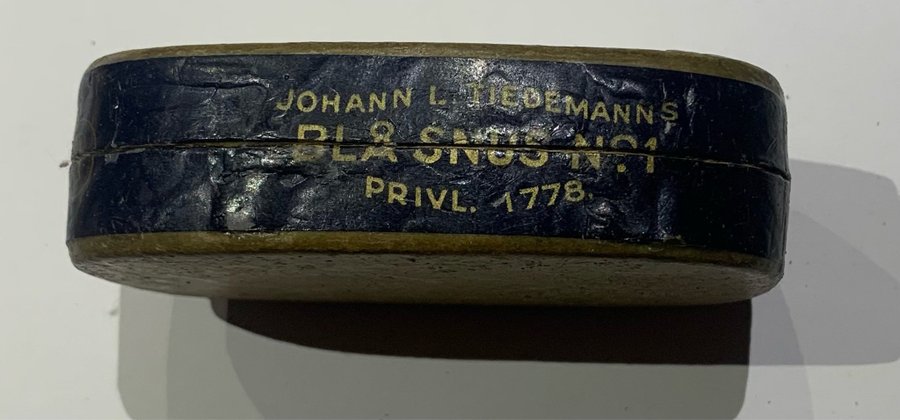 JOHANN L. TIEDEMANNS
BLÅ SNUS Nº1
PRIVL. 1778.